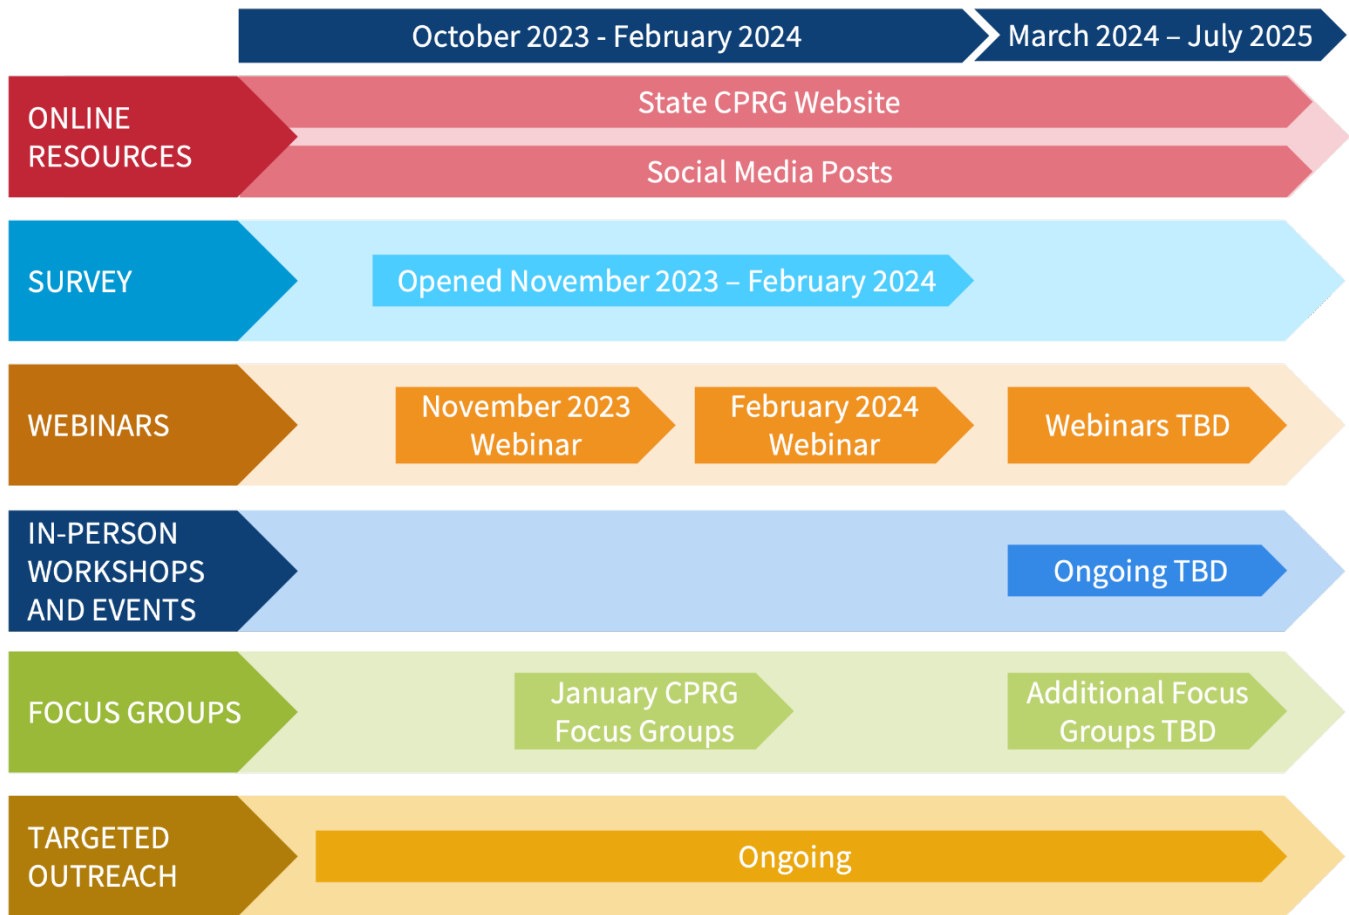 October 2023 - February 2024
March 2024 – July 2025
ONLINE
RESOURCES
State CPRG Website
Social Media Posts
SURVEY
Opened November 2023 – February 2024
WEBINARS
November 2023
Webinar
February 2024
Webinar
Webinars TBD
IN-PERSON
WORKSHOPS
AND EVENTS
Ongoing TBD
FOCUS GROUPS
January CPRG
Focus Groups
Additional Focus
Groups TBD
TARGETED
OUTREACH
Ongoing